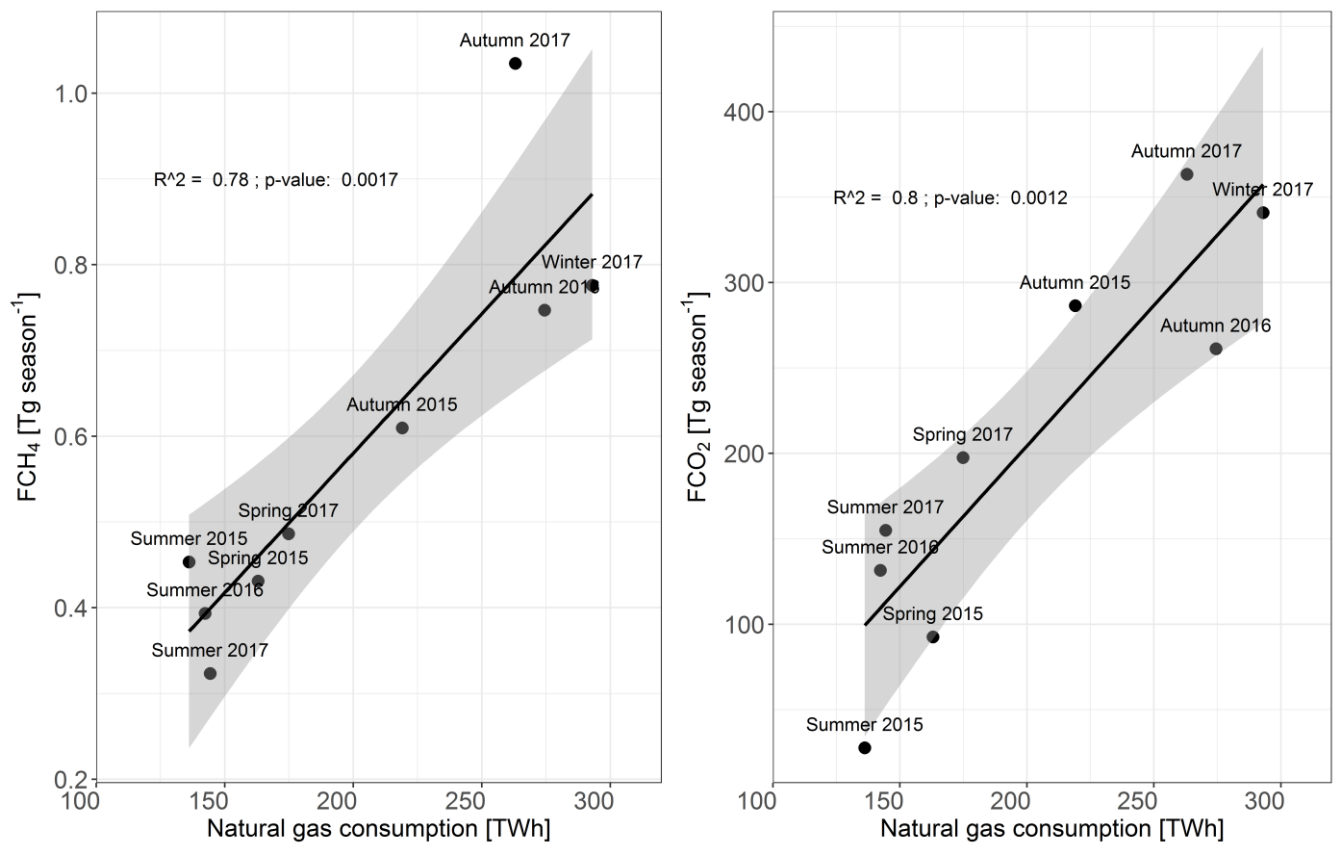 Autumn 2017
1.0
R^2 =  0.78 ; p-value:  0.0017
0.8
Winter 2017
Autumn 2016
Autumn 2015
0.6
Spring 2017
Summer 2015
Spring 2015
Summer 2016
0.4
Summer 2017
0.2
FCH₄ [Tg season⁻¹]
100 150 200 250 300
Natural gas consumption [TWh]
400
Autumn 2017
Winter 2017
R^2 =  0.8 ; p-value:  0.0012
300
Autumn 2015
Autumn 2016
Spring 2017
200
Summer 2017
Summer 2016
Spring 2015
100
Summer 2015
FCO₂ [Tg season⁻¹]
100 150 200 250 300
Natural gas consumption [TWh]